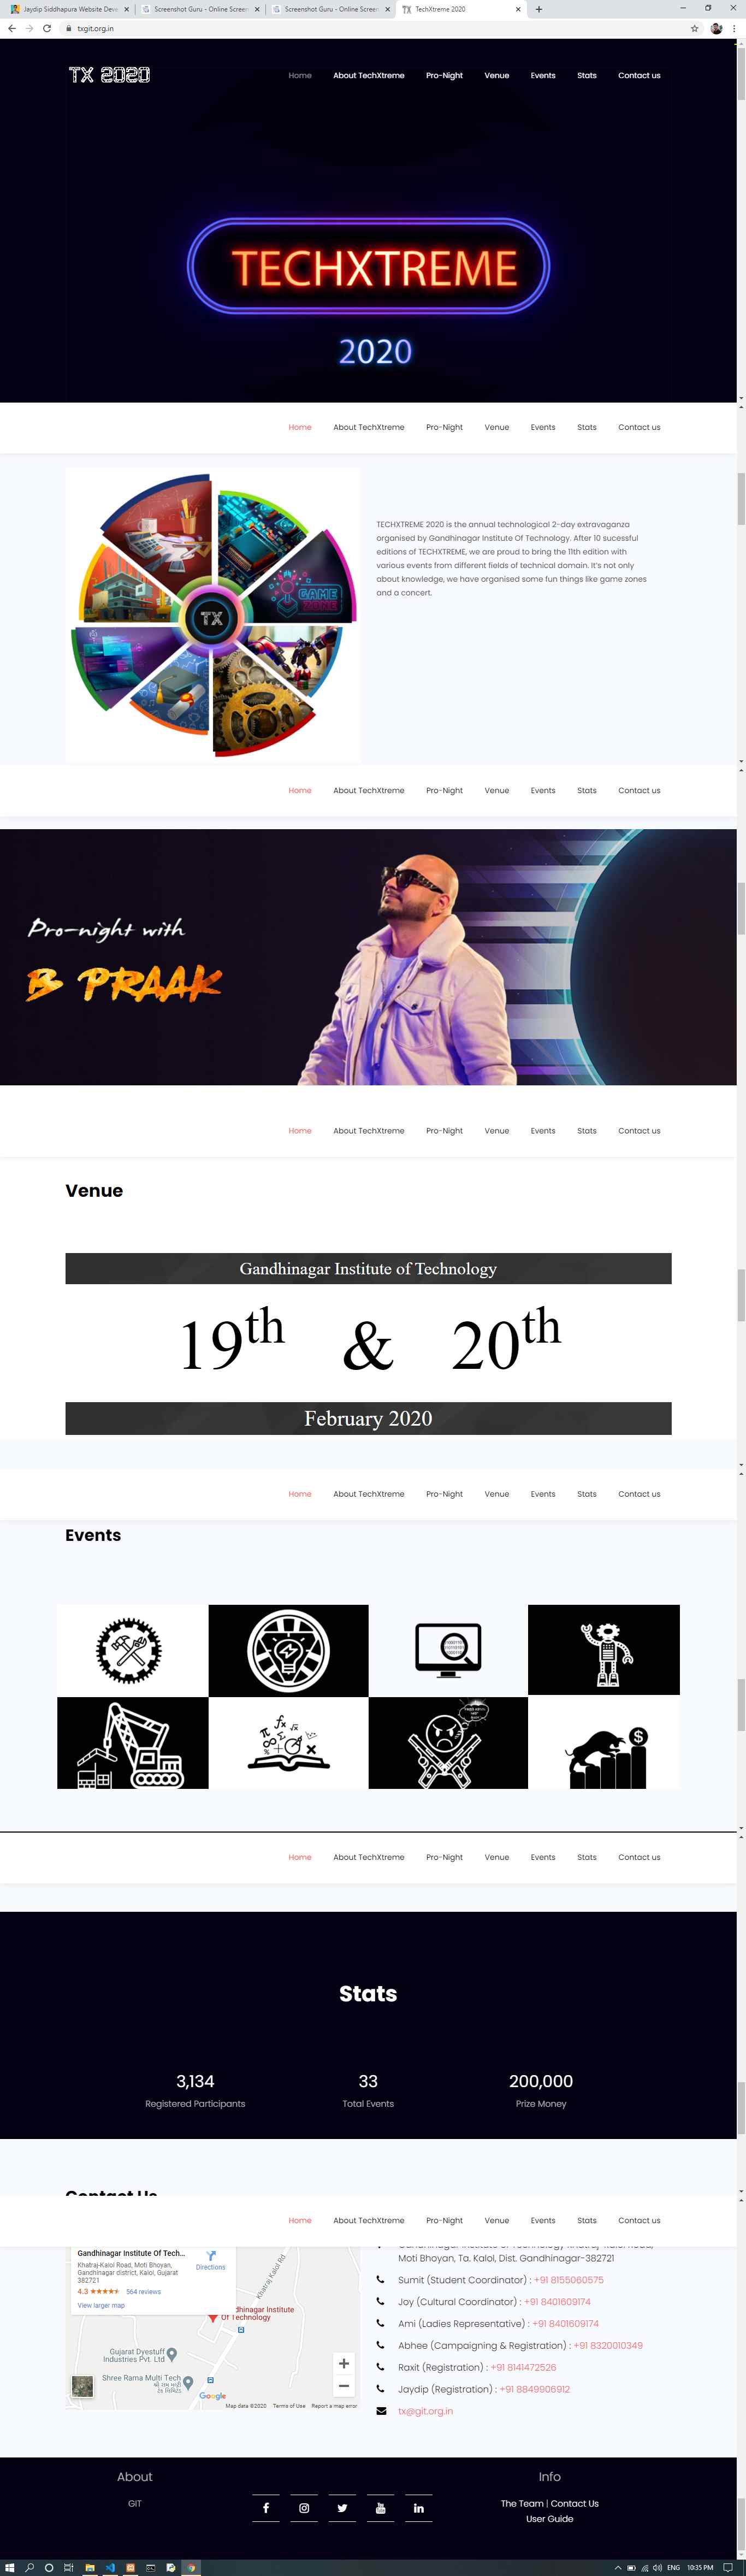 Jaydip Siddhapura Website Deve
Screenshot Guru - Online Screen
Screenshot Guru - Online Screen
TechXtreme 2020
txgit.org.in
TX 2020
Home About TechXtreme Pro-Night Venue Events Stats Contact us
TECHXTREME
2020
Home About TechXtreme Pro-Night Venue Events Stats Contact us
TX
GAME
ZONE
TECHXTREME 2020 is the annual technological 2-day extravaganza
organised by Gandhinagar Institute Of Technology. After 10 sucessful
editions of TECHXTREME, we are proud to bring the 11th edition with
various events from different fields of technical domain. It's not only
about knowledge, we have organised some fun things like game zones
and a concert.
Home About TechXtreme Pro-Night Venue Events Stats Contact us
Pro-night with
B PRAAK
Home About TechXtreme Pro-Night Venue Events Stats Contact us
Venue
Gandhinagar Institute of Technology
19th & 20th
February 2020
Home About TechXtreme Pro-Night Venue Events Stats Contact us
Events
Home About TechXtreme Pro-Night Venue Events Stats Contact us
Stats
3,134
Registered Participants
33
Total Events
200,000
Prize Money
Contact Us
Home About TechXtreme Pro-Night Venue Events Stats Contact us
Gandhinagar Institute Of Tech...
Khatraj-Kalol Road, Moti Bhoyan,
Gandhinagar district, Kalol, Gujarat
382721
4.3 564 reviews
View larger map
Directions
Khatraj Kalol Rd
dhinagar Institute
Of Technology
Gujarat Dyestuff
Industries Pvt. Ltd
Shree Rama Multi Tech
શ્રી રામા મલ્ટી
ટેક લિમિટેડ
Google
Map data ©2020 Terms of Use Report a map error
Moti Bhoyan, Ta. Kalol, Dist. Gandhinagar-382721
Sumit (Student Coordinator) : +91 8155060575
Joy (Cultural Coordinator) : +91 8401609174
Ami (Ladies Representative) : +91 8401609174
Abhee (Campaigning & Registration) : +91 8320010349
Raxit (Registration) : +91 8141472526
Jaydip (Registration) : +91 8849906912
tx@git.org.in
About
GIT
Info
The Team | Contact Us
User Guide
ENG 10:35 PM